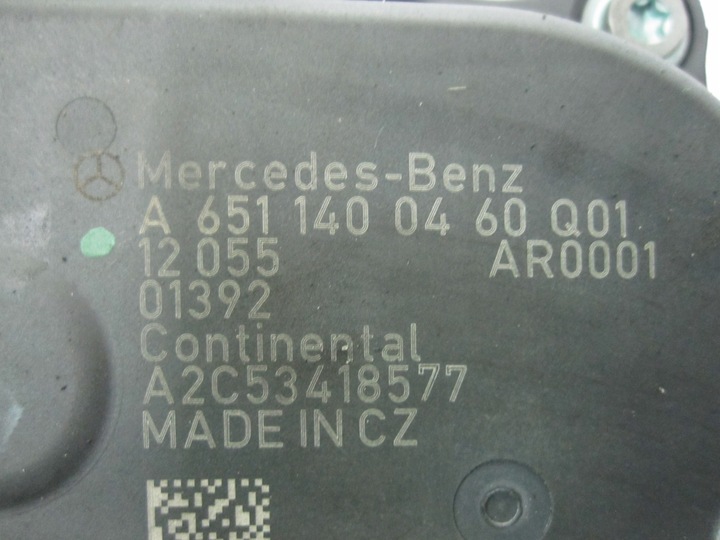 Mercedes-Benz
A 651 140 04 60 Q01
12 055 AR0001
01392
Continental
A2C53418577
MADE IN CZ